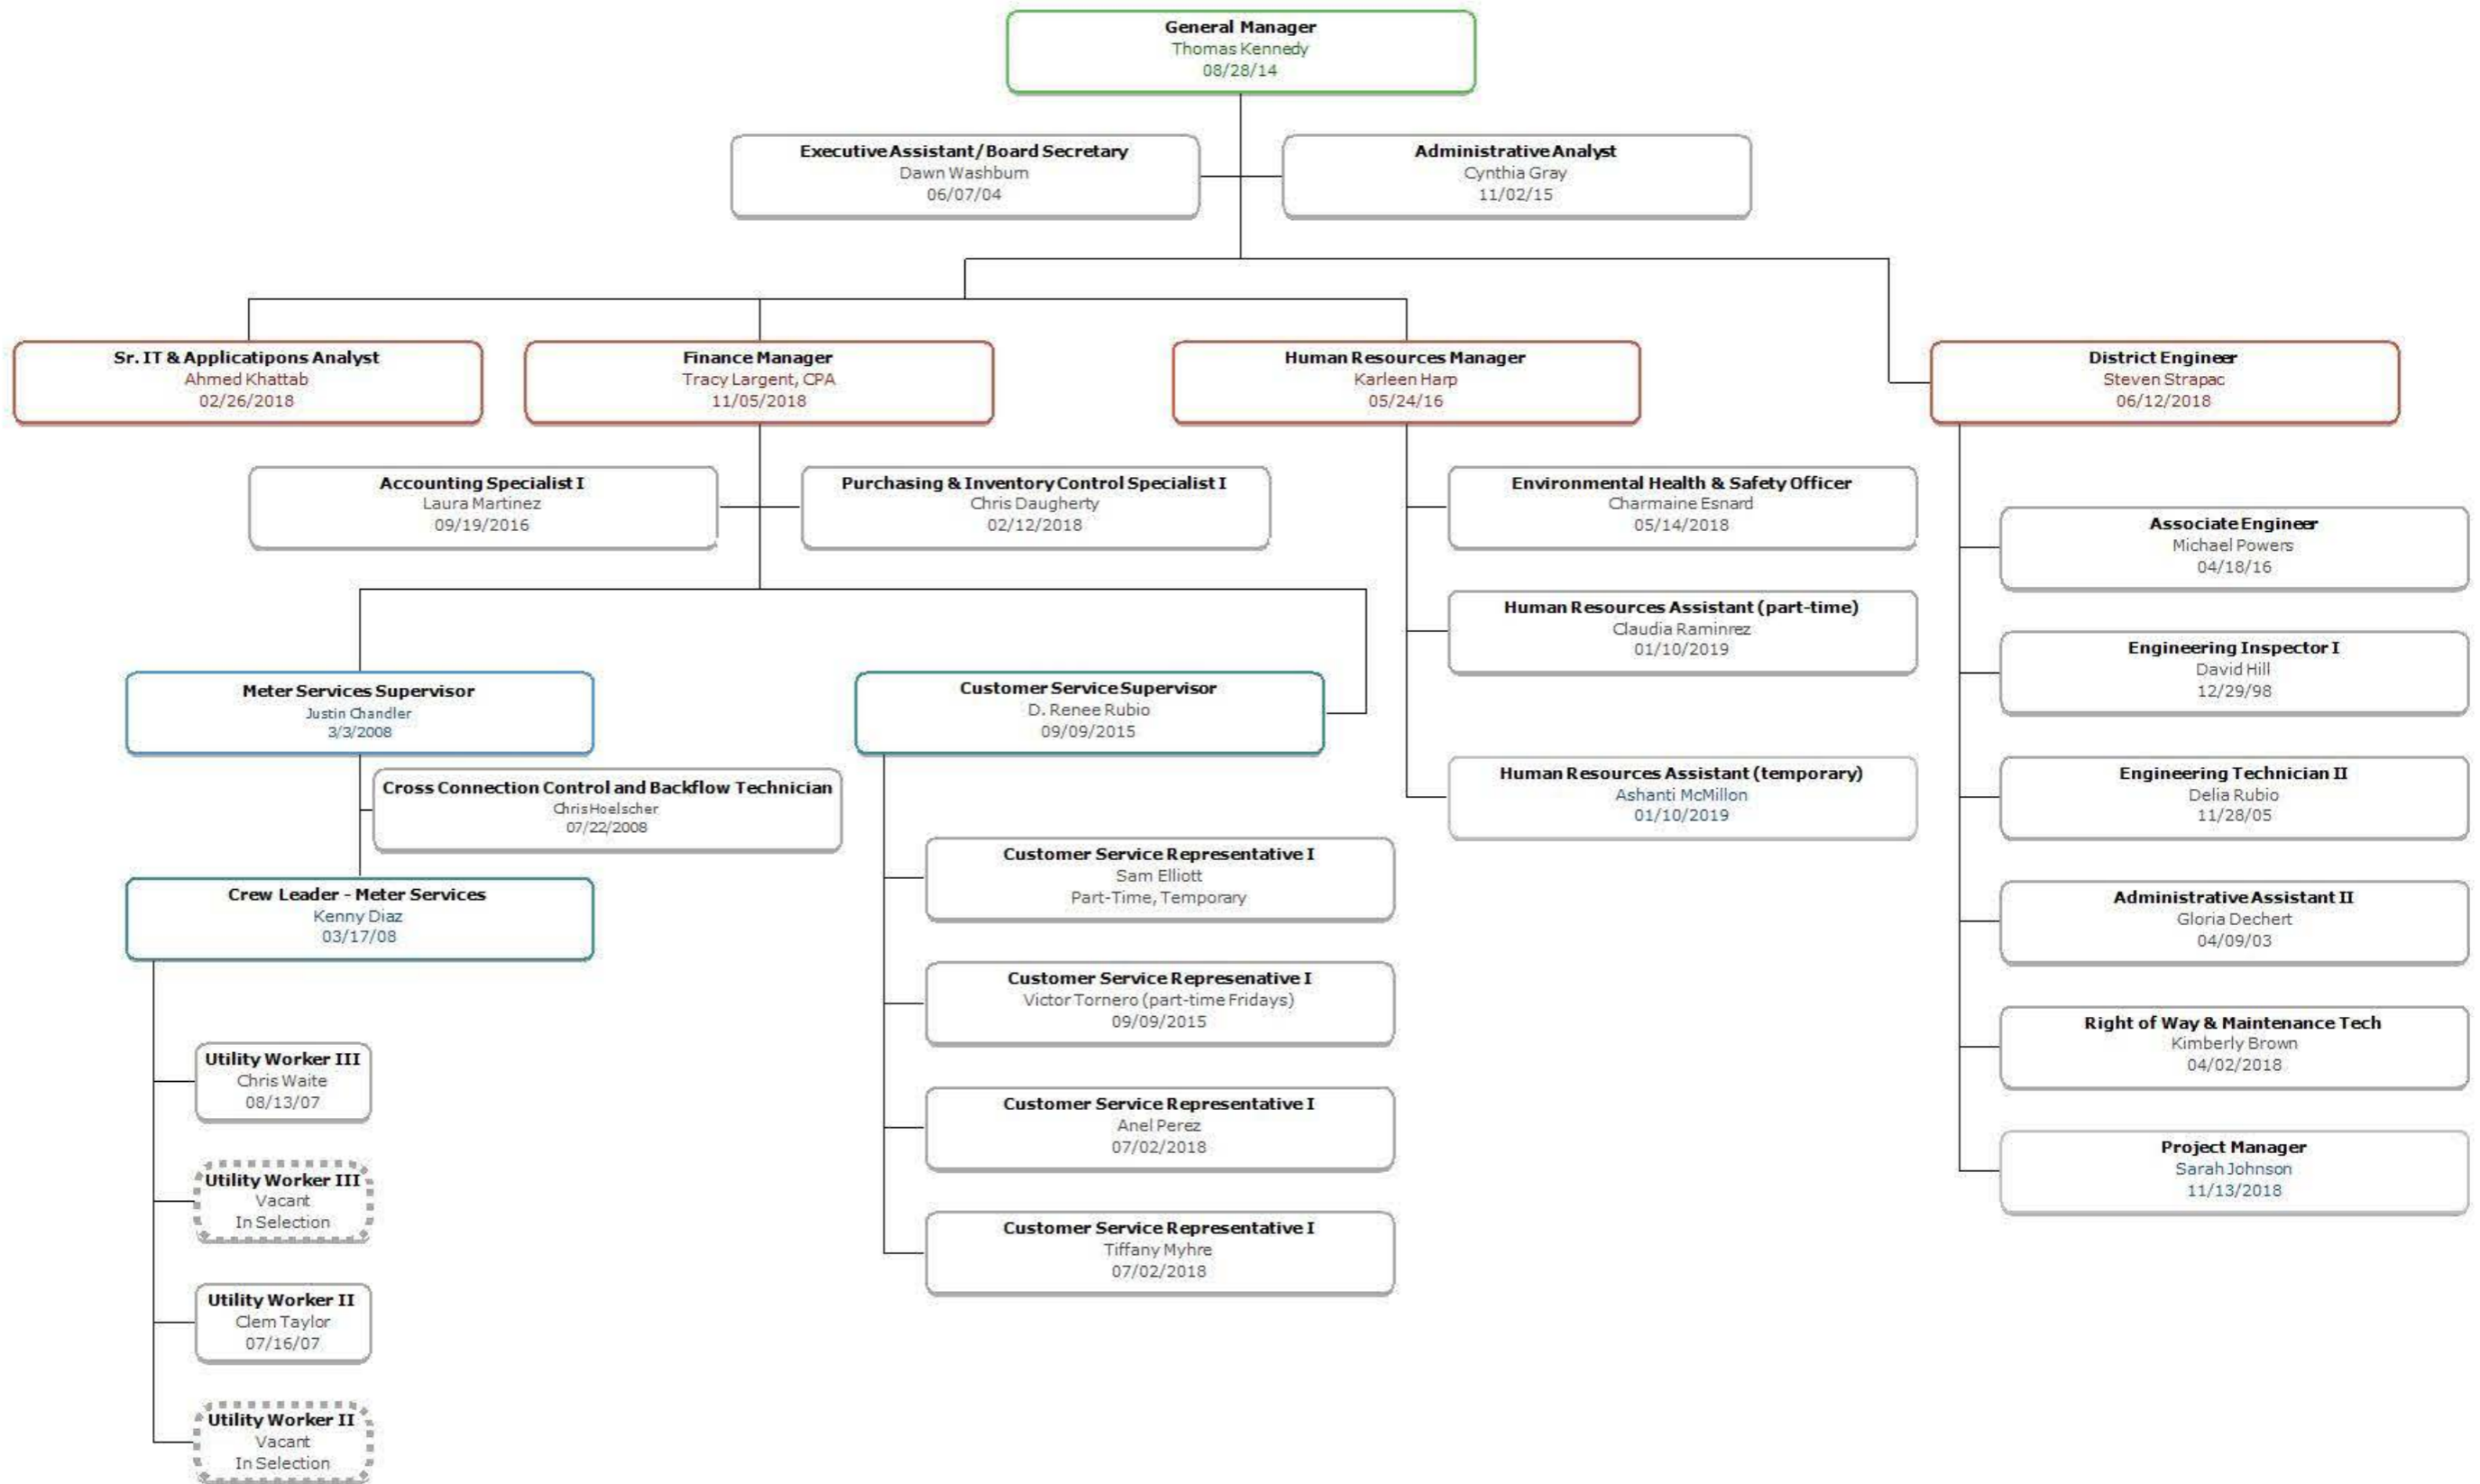 General Manager
Thomas Kennedy
08/28/14
Executive Assistant/Board Secretary
Dawn Washburn
06/07/04
Administrative Analyst
Cynthia Gray
11/02/15
Sr. IT & Applicatipons Analyst
Ahmed Khattab
02/26/2018
Finance Manager
Tracy Largent, CPA
11/05/2018
Human Resources Manager
Karleen Harp
05/24/16
District Engineer
Steven Strapac
06/12/2018
Accounting Specialist I
Laura Martinez
09/19/2016
Purchasing & Inventory Control Specialist I
Chris Daugherty
02/12/2018
Environmental Health & Safety Officer
Charmaine Esnard
05/14/2018
Human Resources Assistant (part-time)
Claudia Raminrez
01/10/2019
Human Resources Assistant (temporary)
Ashanti McMillon
01/10/2019
Associate Engineer
Michael Powers
04/18/16
Engineering Inspector I
David Hill
12/29/98
Engineering Technician II
Delia Rubio
11/28/05
Administrative Assistant II
Gloria Dechert
04/09/03
Right of Way & Maintenance Tech
Kimberly Brown
04/02/2018
Project Manager
Sarah Johnson
11/13/2018
Meter Services Supervisor
Justin Chandler
3/3/2008
Cross Connection Control and Backflow Technician
Chris Hoelscher
07/22/2008
Crew Leader - Meter Services
Kenny Diaz
03/17/08
Utility Worker III
Chris Waite
08/13/07
Utility Worker III
Vacant
In Selection
Utility Worker II
Clem Taylor
07/16/07
Utility Worker II
Vacant
In Selection
Customer Service Supervisor
D. Renee Rubio
09/09/2015
Customer Service Representative I
Sam Elliott
Part-Time, Temporary
Customer Service Represenative I
Victor Tornero (part-time Fridays)
09/09/2015
Customer Service Representative I
Anel Perez
07/02/2018
Customer Service Representative I
Tiffany Myhre
07/02/2018